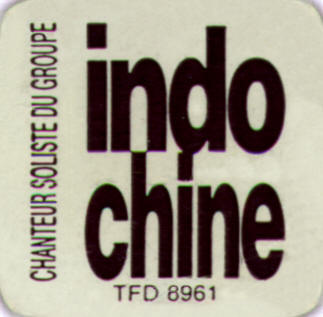 CHANTEUR SOLISTE DU GROUPE
indo
chine
TFD 8961